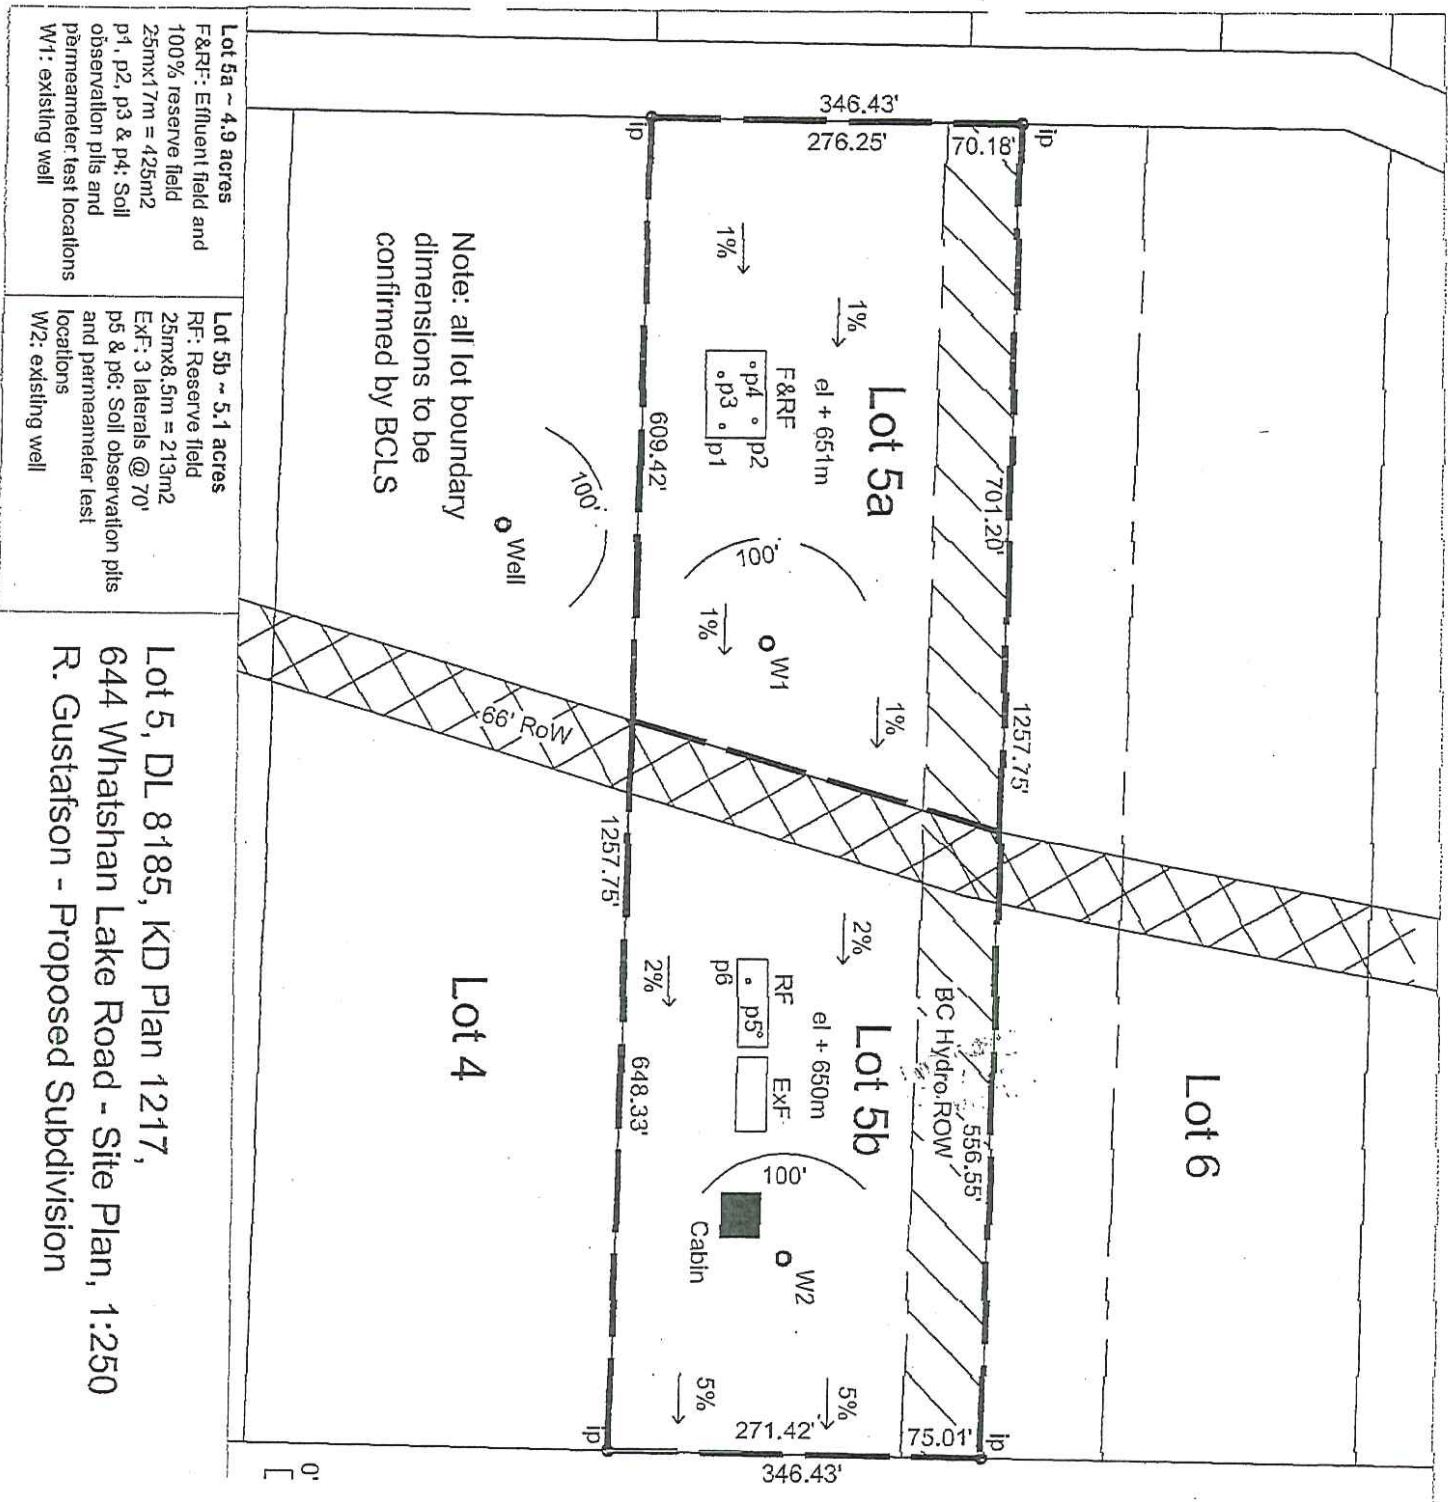 346.43'
276.25'
70.18'
ip
ip
1%
1%
F&RF
p4
p3
p2
p1
el + 651m
Lot 5a
701.20'
1257.75'
609.42'
Note: all lot boundary
dimensions to be
confirmed by BCLS
100'
Well
100'
W1
1%
1%
66' RoW
1257.75'
2%
2%
RF
p6
p5
ExF
el + 650m
Lot 5b
BC Hydro ROW
556.55'
Lot 6
Lot 4
648.33'
100'
Cabin
W2
5%
5%
271.42'
75.01'
346.43'
ip
ip
0'
Lot 5a ~ 4.9 acres
F&RF: Effluent field and
100% reserve field
25mx17m = 425m2
p1, p2, p3 & p4: Soil
observation pits and
permeameter test locations
W1: existing well
Lot 5b ~ 5.1 acres
RF: Reserve field
25mx8.5m = 213m2
ExF: 3 laterals @ 70'
p5 & p6: Soil observation pits
and permeameter test
locations
W2: existing well
Lot 5, DL 8185, KD Plan 1217,
644 Whatshan Lake Road - Site Plan, 1:250
R. Gustafson - Proposed Subdivision